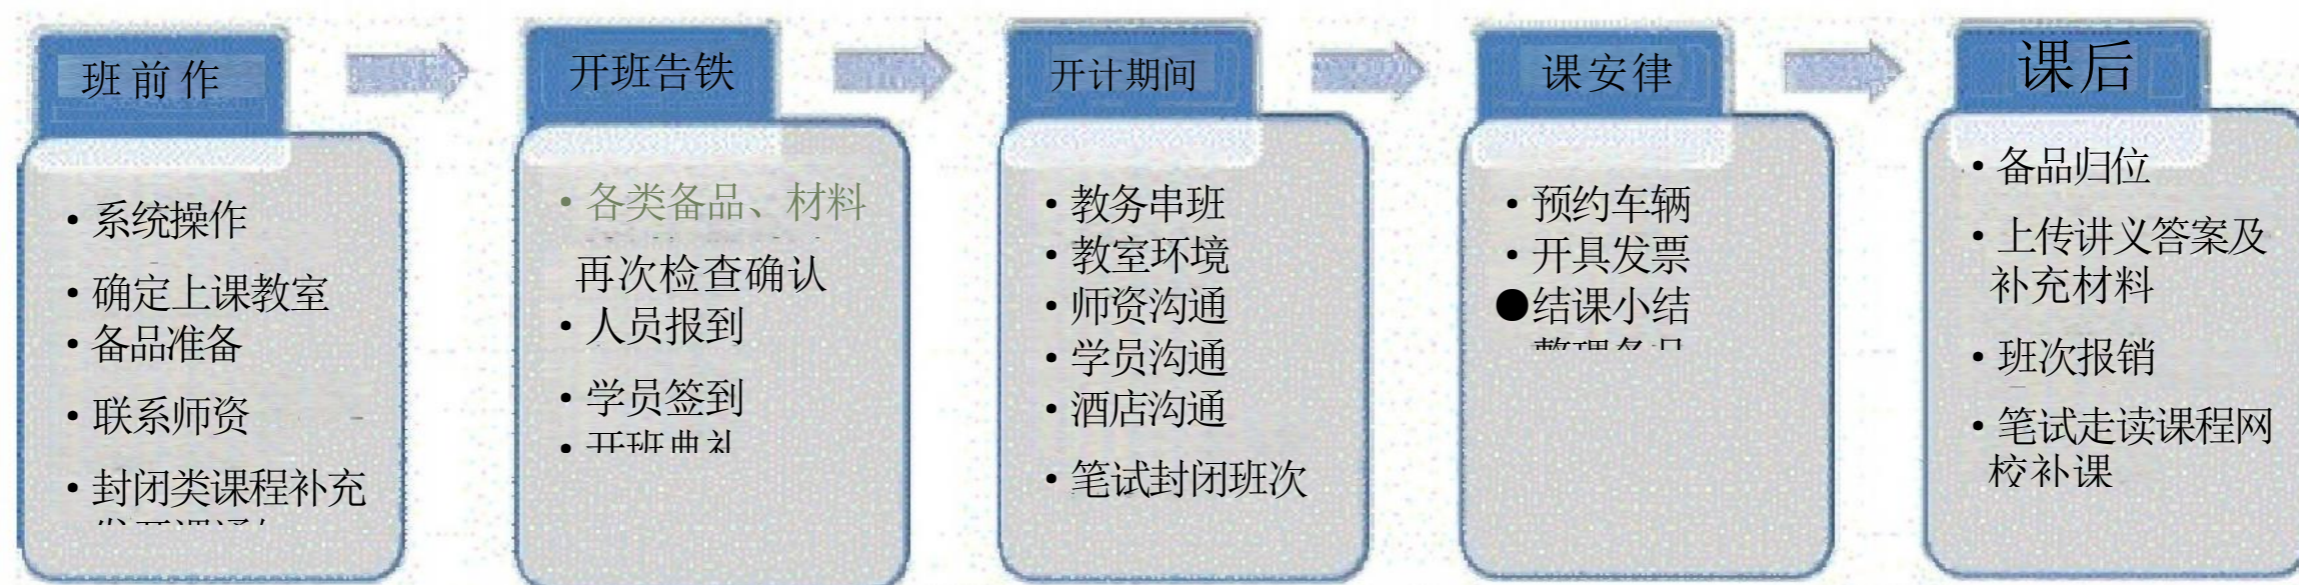 班前作
• 系统操作
• 确定上课教室
• 备品准备
• 联系师资
• 封闭类课程补充
开班告铁
• 各类备品、材料
再次检查确认
• 人员报到
• 学员签到
• 开班典礼
开计期间
• 教务串班
• 教室环境
• 师资沟通
• 学员沟通
• 酒店沟通
• 笔试封闭班次
课安律
• 预约车辆
• 开具发票
●结课小结
课后
• 备品归位
• 上传讲义答案及
补充材料
• 班次报销
• 笔试走读课程网
校补课